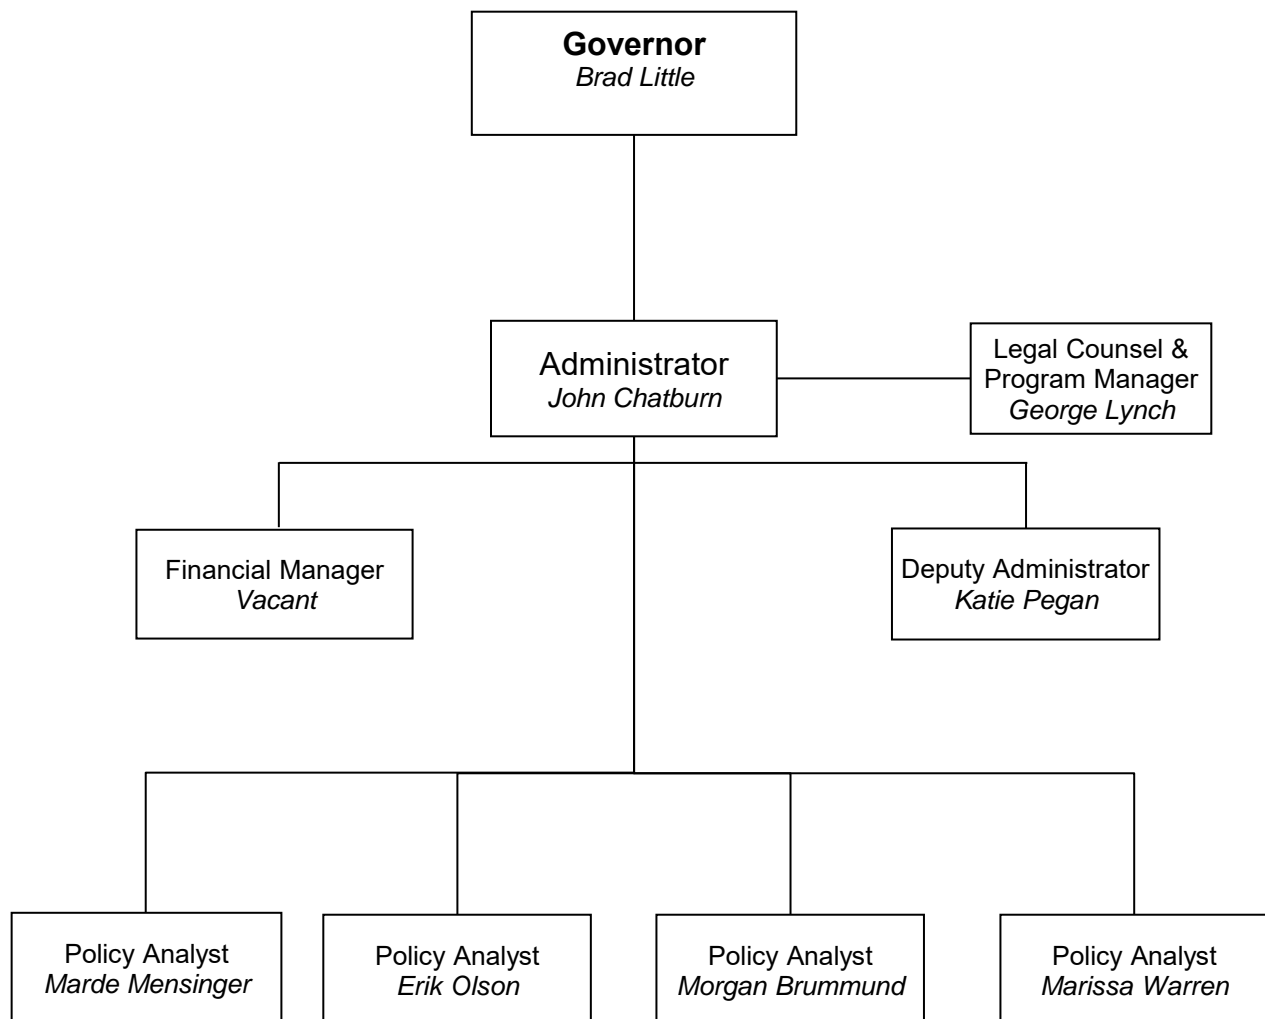 Governor
Brad Little
Administrator
John Chatburn
Legal Counsel &
Program Manager
George Lynch
Financial Manager
Vacant
Deputy Administrator
Katie Pegan
Policy Analyst
Marde Mensinger
Policy Analyst
Erik Olson
Policy Analyst
Morgan Brummund
Policy Analyst
Marissa Warren